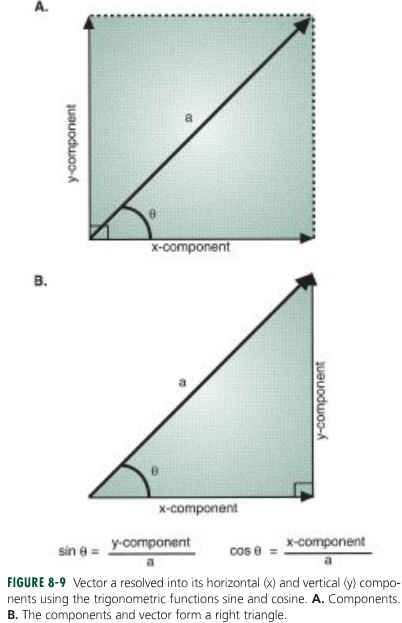 A.
a
y-component
θ
x-component
B.
a
y-component
θ
x-component
sin θ = y-component / a cos θ = x-component / a
FIGURE 8-9 Vector a resolved into its horizontal (x) and vertical (y) compo-
nents using the trigonometric functions sine and cosine. A. Components.
B. The components and vector form a right triangle.